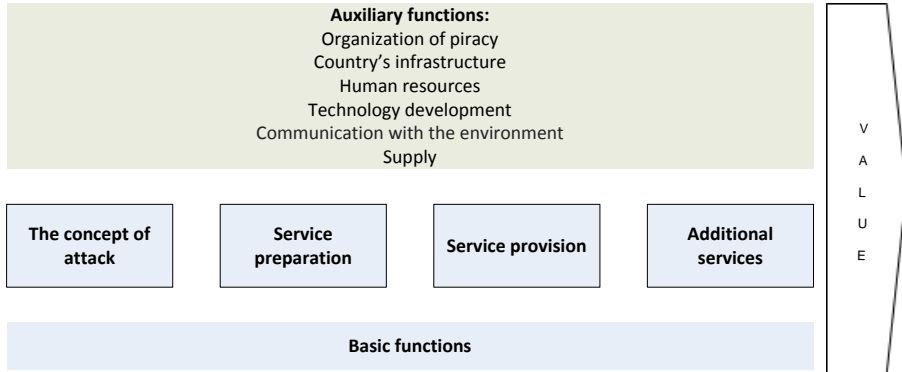 Auxiliary functions:
Organization of piracy
Country's infrastructure
Human resources
Technology development
Communication with the environment
Supply
The concept of
attack
Service
preparation
Service provision
Additional
services
Basic functions
V
A
L
U
E